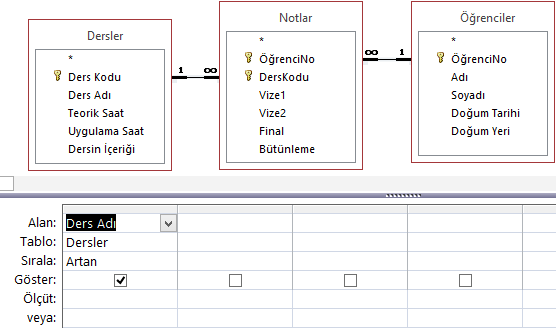 Dersler
*
Ders Kodu
Ders Adı
Teorik Saat
Uygulama Saat
Dersin İçeriği
1 ∞
Notlar
*
ÖğrenciNo
DersKodu
Vize1
Vize2
Final
Bütünleme
∞ 1
Öğrenciler
*
ÖğrenciNo
Adı
Soyadı
Doğum Tarihi
Doğum Yeri
Alan: Ders Adı
Tablo: Dersler
Sırala: Artan
Göster:
Ölçüt:
veya: